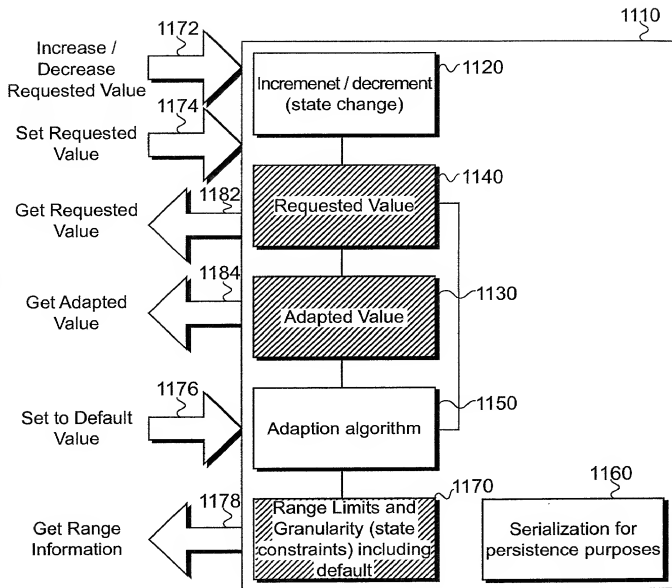 1110
1172
Increase /
Decrease
Requested Value
1120
Incremenet / decrement
(state change)
1174
Set Requested
Value
1140
Requested Value
1182
Get Requested
Value
1184
Get Adapted
Value
1130
Adapted Value
1176
Set to Default
Value
1150
Adaption algorithm
1178
Get Range
Information
1170
Range Limits and
Granularity (state
constraints) including
default
1160
Serialization for
persistence purposes